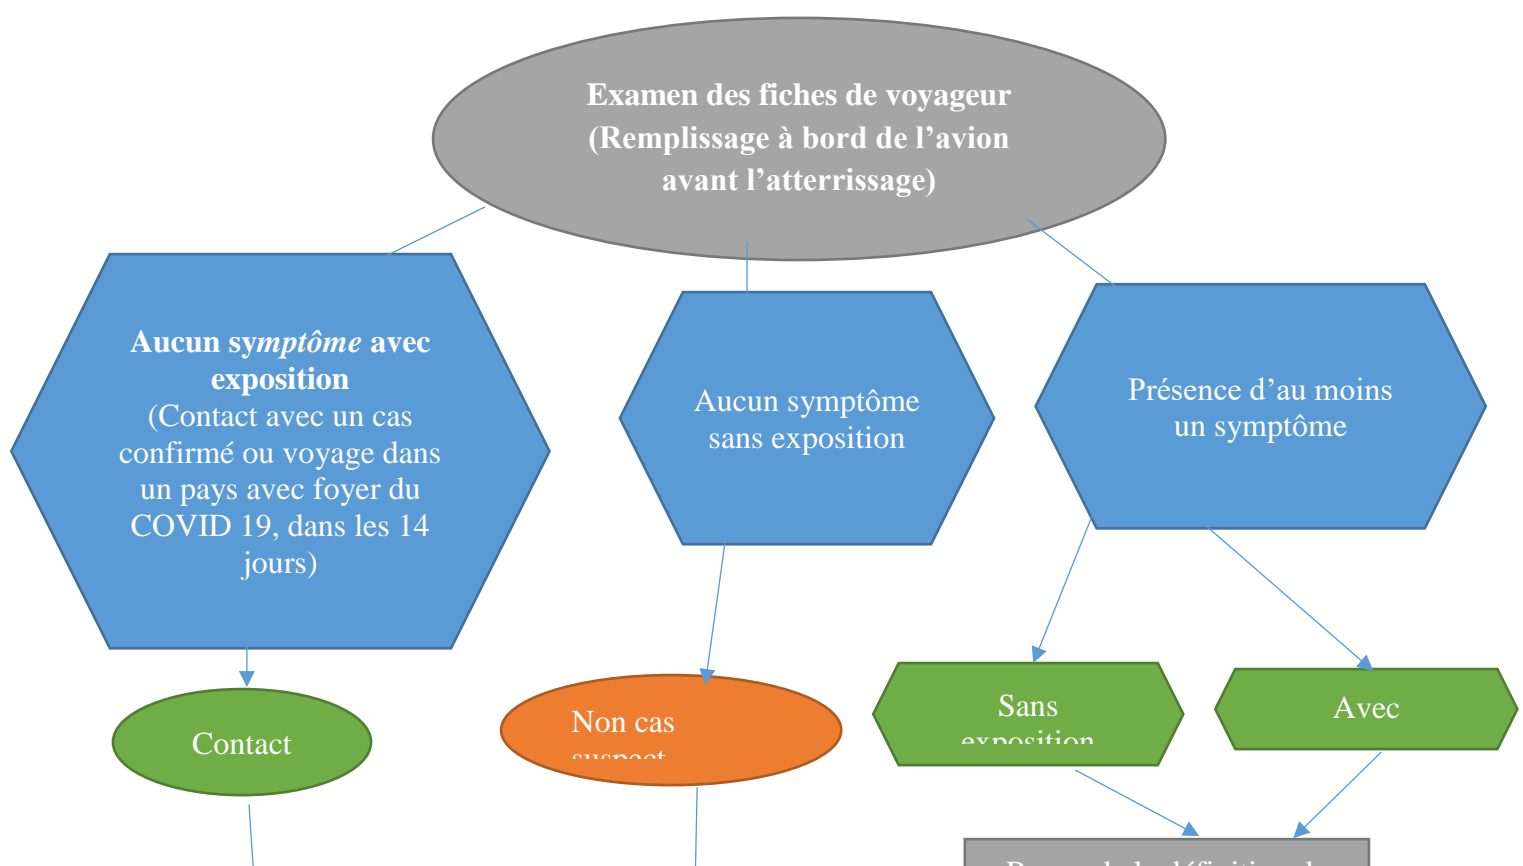 Examen des fiches de voyageur
(Remplissage à bord de l’avion
avant l’atterrissage)
Aucun symptôme avec
exposition
(Contact avec un cas
confirmé ou voyage dans
un pays avec foyer du
COVID 19, dans les 14
jours)
Aucun symptôme
sans exposition
Présence d’au moins
un symptôme
Contact
Non cas
suspect
Sans
exposition
Avec